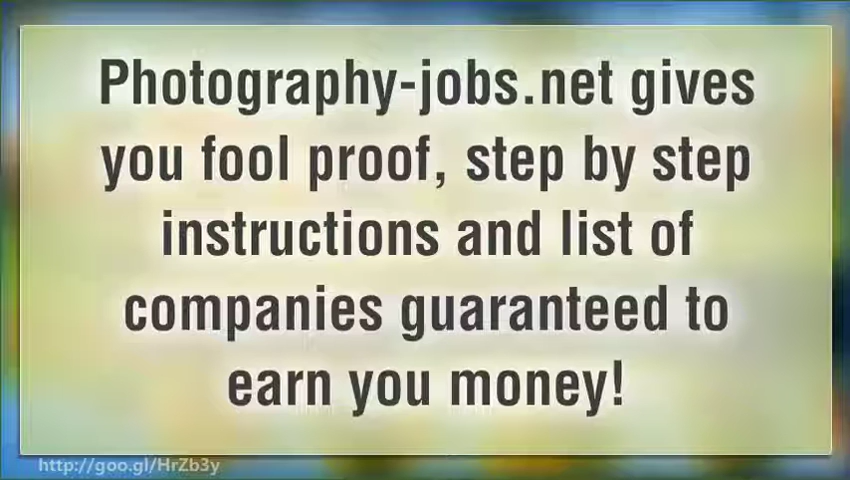 Photography-jobs.net gives
you fool proof, step by step
instructions and list of
companies guaranteed to
earn you money!
http://goo.gl/HrZb3y